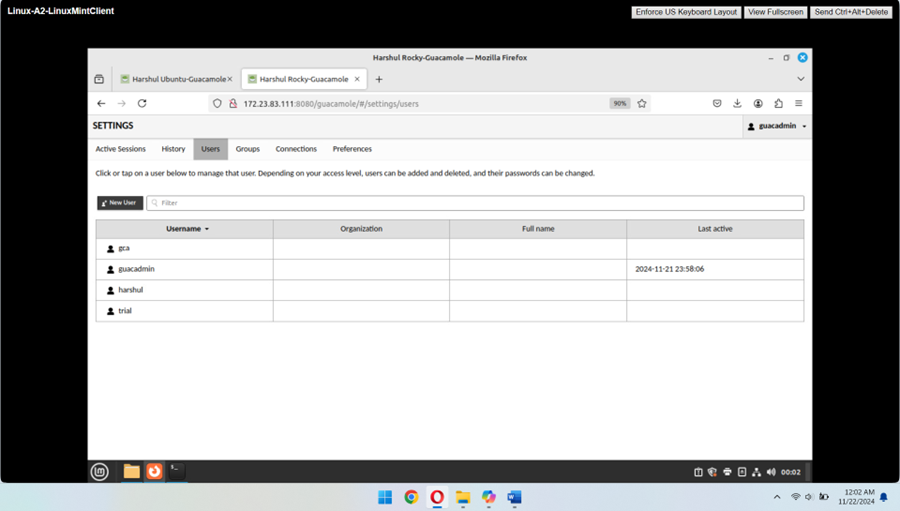 Linux-A2-LinuxMintClient
Enforce US Keyboard Layout View Fullscreen Send Ctrl+Alt+Delete
Harshul Rocky-Guacamole — Mozilla Firefox
Harshul Ubuntu-Guacamole Harshul Rocky-Guacamole
172.23.83.111:8080/guacamole/#/settings/users 90%
SETTINGS guacadmin
Active Sessions History Users Groups Connections Preferences
Click or tap on a user below to manage that user. Depending on your access level, users can be added and deleted, and their passwords can be changed.
New User Filter
Username Organization Full name Last active
gca
guacadmin 2024-11-21 23:58:06
harshul
trial
00:02
12:02 AM
11/22/2024